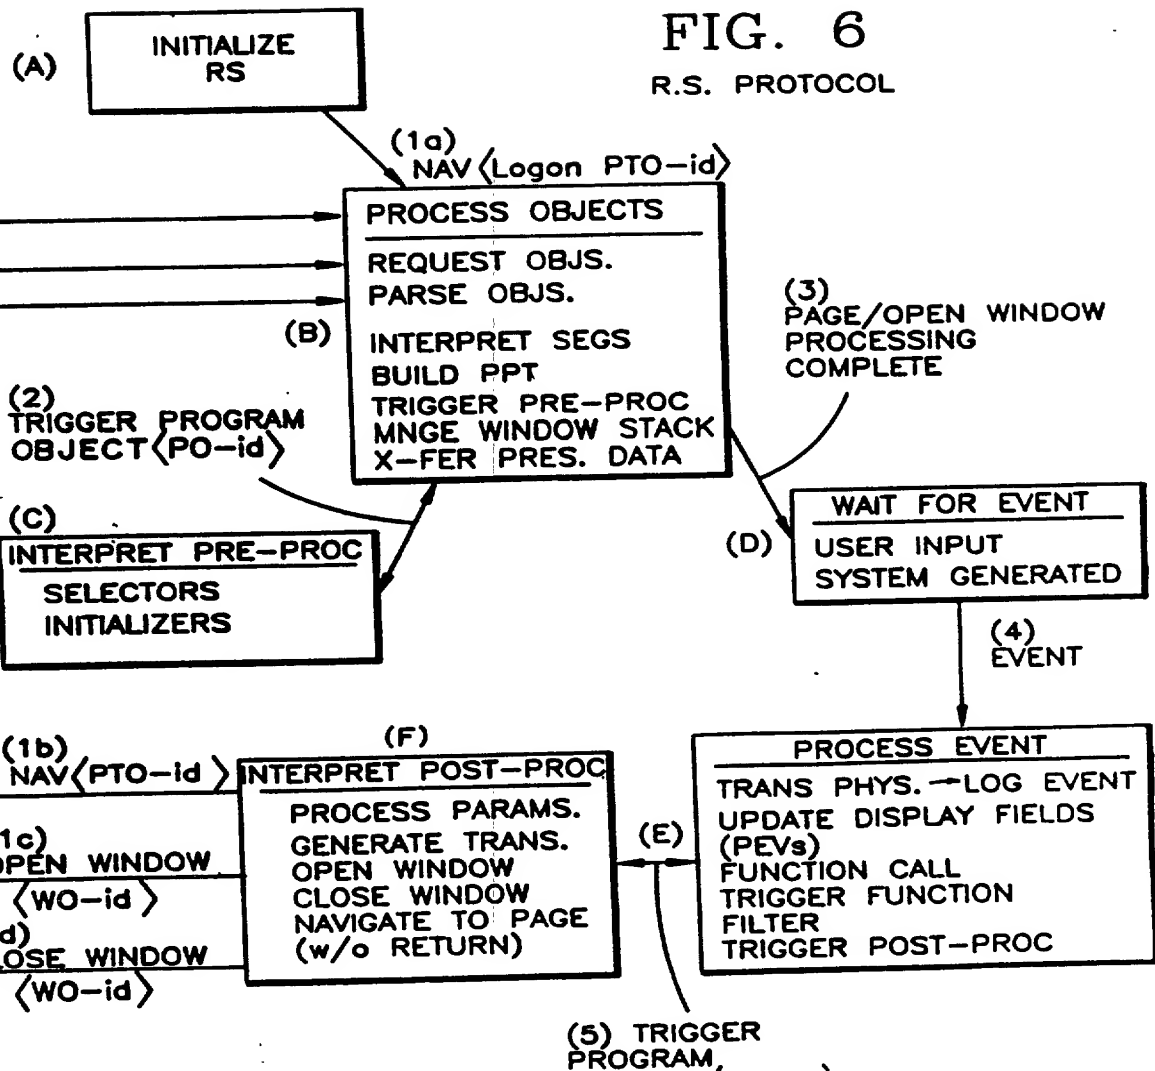 FIG. 6
R.S. PROTOCOL
(A)
INITIALIZE
RS
(1a)
NAV⟨Logon PTO-id⟩
PROCESS OBJECTS
REQUEST OBJS.
PARSE OBJS.
(B)
INTERPRET SEGS
BUILD PPT
TRIGGER PRE-PROC
MNGE WINDOW STACK
X-FER PRES. DATA
(2)
TRIGGER PROGRAM
OBJECT⟨PO-id⟩
(3)
PAGE/OPEN WINDOW
PROCESSING
COMPLETE
(C)
INTERPRET PRE-PROC
SELECTORS
INITIALIZERS
(D)
WAIT FOR EVENT
USER INPUT
SYSTEM GENERATED
(4)
EVENT
(1b)
NAV⟨PTO-id⟩
1c)
OPEN WINDOW
⟨WO-id⟩
d)
LOSE WINDOW
⟨WO-id⟩
(F)
INTERPRET POST-PROC
PROCESS PARAMS.
GENERATE TRANS.
OPEN WINDOW
CLOSE WINDOW
NAVIGATE TO PAGE
(w/o RETURN)
(E)
PROCESS EVENT
TRANS PHYS.→LOG EVENT
UPDATE DISPLAY FIELDS
(PEVs)
FUNCTION CALL
TRIGGER FUNCTION
FILTER
TRIGGER POST-PROC
(5) TRIGGER
PROGRAM